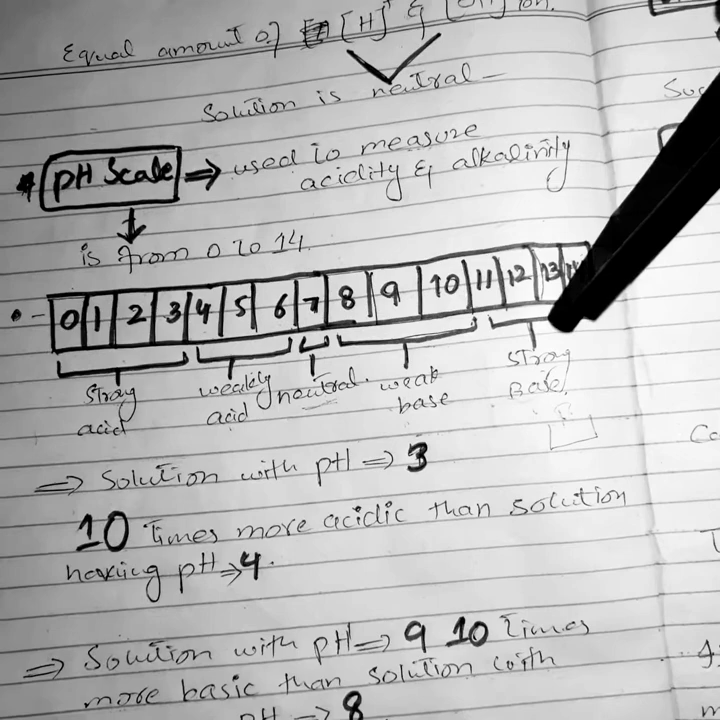 Equal amount of [H]+ & [OH] ion.
Solution is neutral -
pH Scale ⇒ used to measure
acidity & alkalinity
is from 0 to 14.
0 1 2 3 4 5 6 7 8 9 10 11 12 13 14
strong acid
weakly acid
neutral.
weak base
strong Base
⇒ Solution with pH ⇒ 3
10 times more acidic than solution
having pH ⇒ 4.
⇒ Solution with pH ⇒ 9 10 times
more basic than solution with
pH → 8